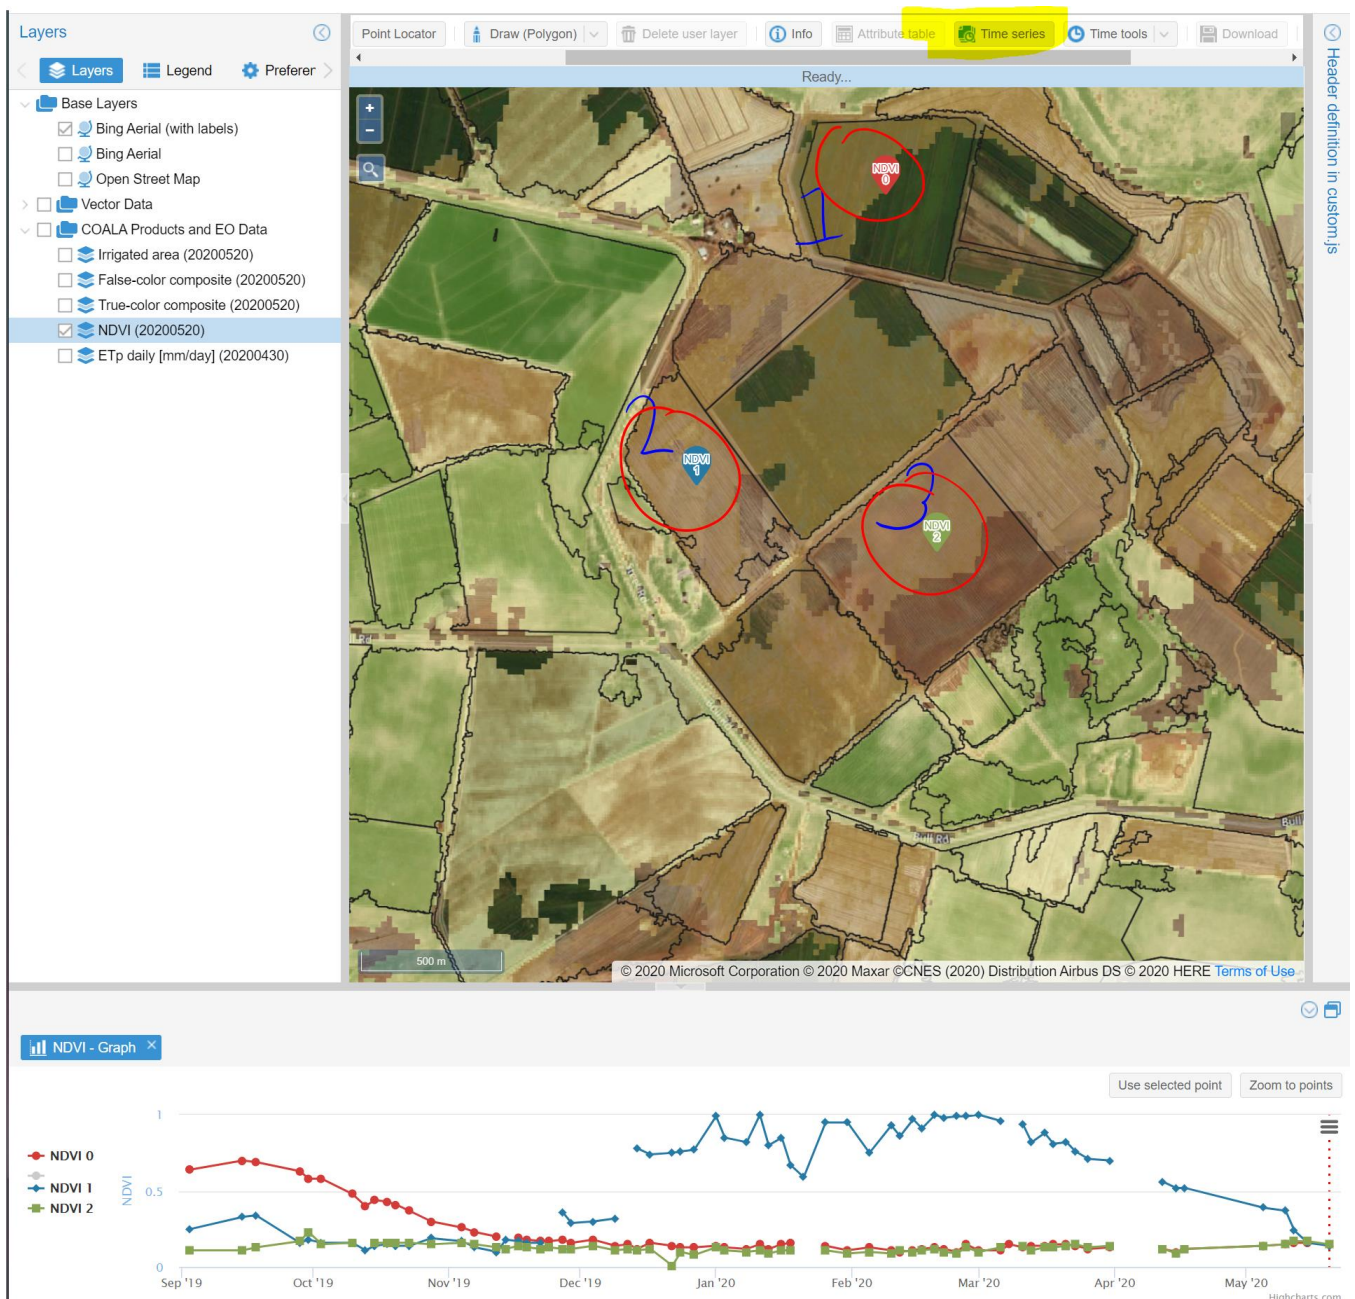 Layers
Layers
Legend
Preferer
Base Layers
Bing Aerial (with labels)
Bing Aerial
Open Street Map
Vector Data
COALA Products and EO Data
Irrigated area (20200520)
False-color composite (20200520)
True-color composite (20200520)
NDVI (20200520)
ETp daily [mm/day] (20200430)
Point Locator
Draw (Polygon)
Delete user layer
Info
Attribute table
Time series
Time tools
Download
Ready...
Header definition in custom.js
+
-
NDVI
0
1
2
NDVI
1
3
NDVI
2
Rd
Bull Rd
Bull
500 m
© 2020 Microsoft Corporation © 2020 Maxar ©CNES (2020) Distribution Airbus DS © 2020 HERE Terms of Use
NDVI - Graph ×
Use selected point
Zoom to points
NDVI 0
NDVI 1
NDVI 2
NDVI
1
0.5
0
Sep '19
Oct '19
Nov '19
Dec '19
Jan '20
Feb '20
Mar '20
Apr '20
May '20
Highcharts.com